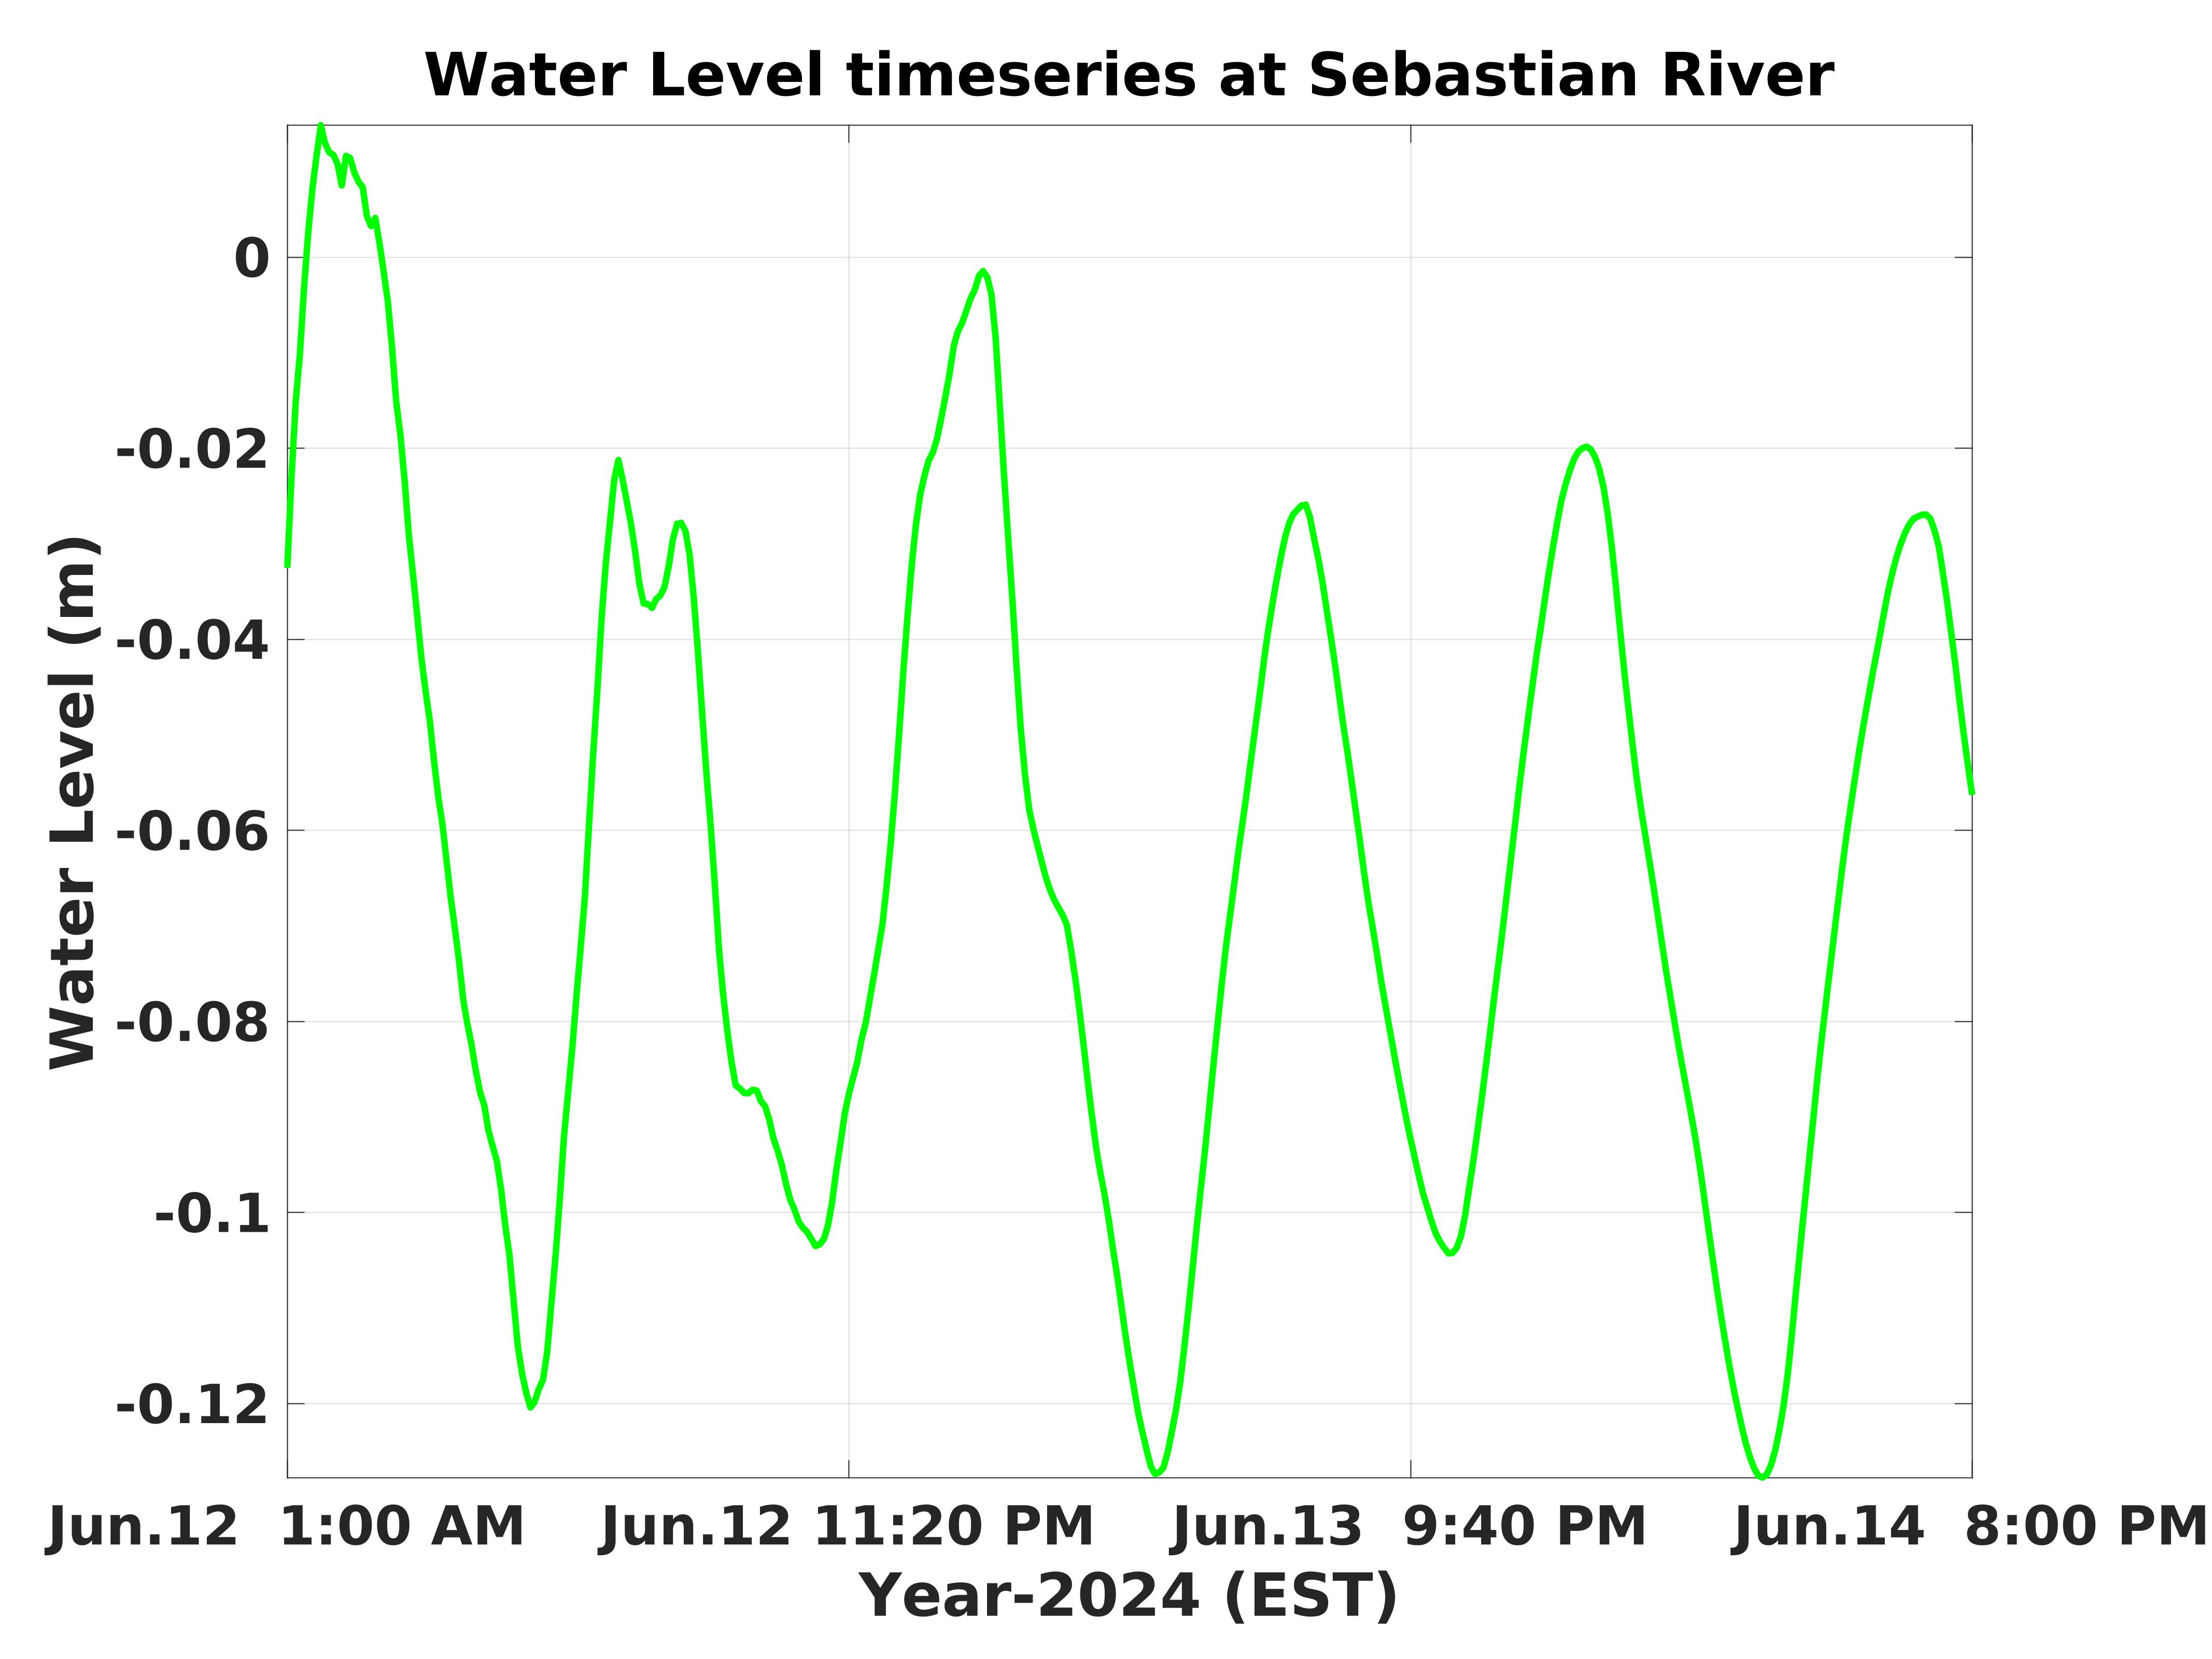 Water Level timeseries at Sebastian River
Water Level (m)
0
-0.02
-0.04
-0.06
-0.08
-0.1
-0.12
Jun.12  1:00 AM
Jun.12 11:20 PM
Jun.13  9:40 PM
Jun.14  8:00 PM
Year-2024 (EST)